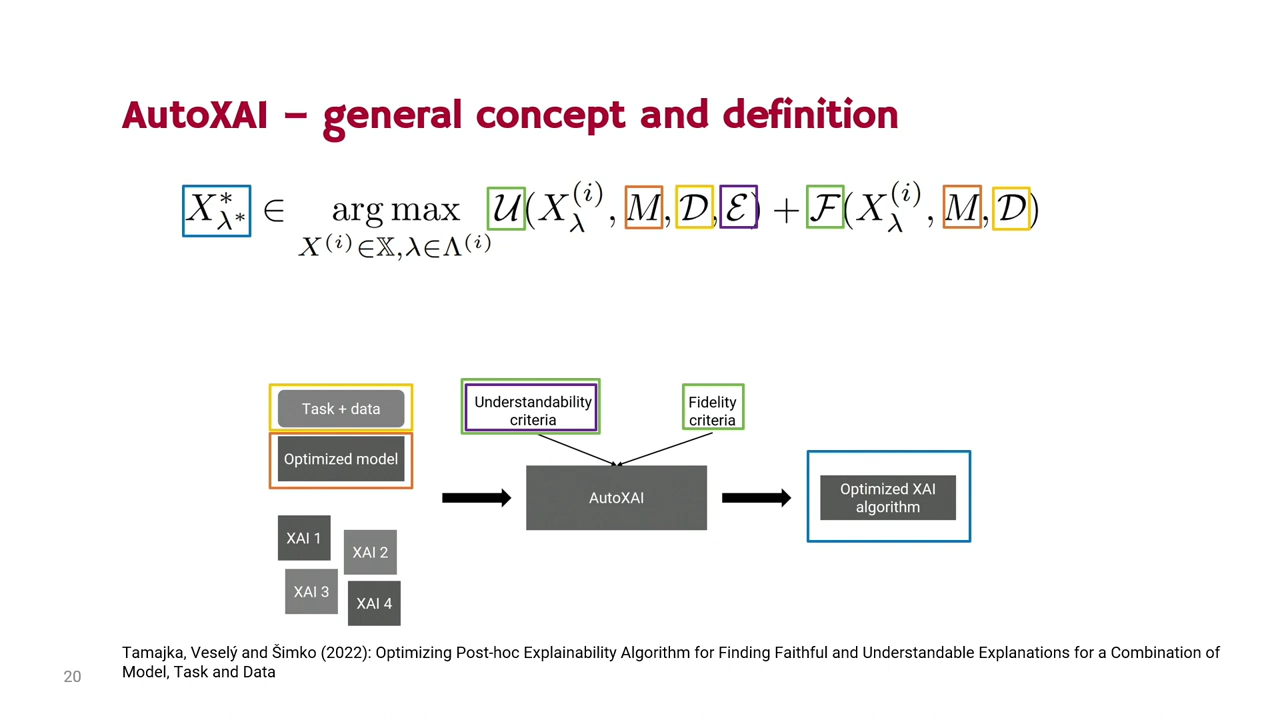 AutoXAI – general concept and definition
X*_{λ*} ∈ arg max_{X^{(i)}∈𝕏,λ∈Λ^{(i)}} 𝒰(X_λ^{(i)}, M, 𝒟, ℰ) + ℱ(X_λ^{(i)}, M, 𝒟)
Task + data
Optimized model
XAI 1
XAI 2
XAI 3
XAI 4
Understandability
criteria
Fidelity
criteria
AutoXAI
Optimized XAI
algorithm
Tamajka, Veselý and Šimko (2022): Optimizing Post-hoc Explainability Algorithm for Finding Faithful and Understandable Explanations for a Combination of
Model, Task and Data
20